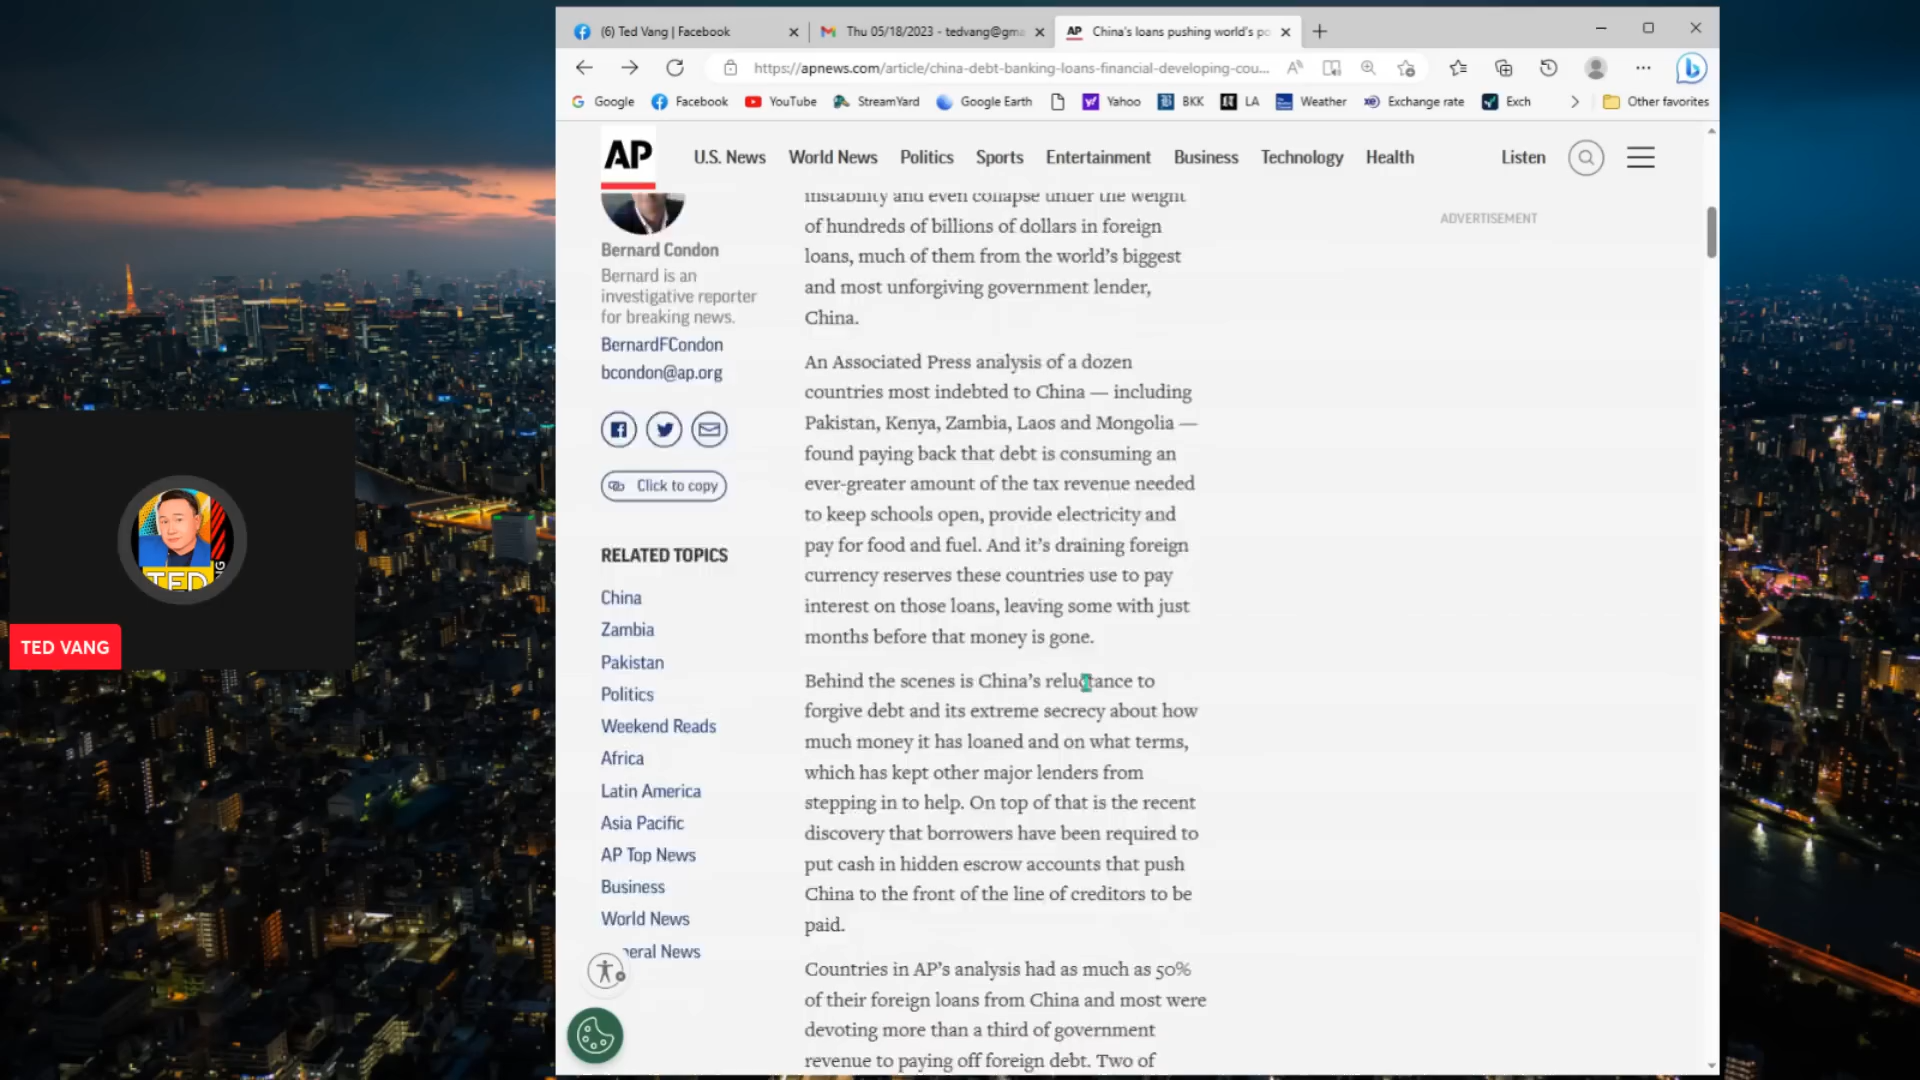 (6) Ted Vang | Facebook
Thu 05/18/2023 - tedvang@gma
AP China's loans pushing world's po
https://apnews.com/article/china-debt-banking-loans-financial-developing-cou...
Google Facebook YouTube StreamYard Google Earth Yahoo BKK LA Weather Exchange rate Exch Other favorites
AP U.S. News World News Politics Sports Entertainment Business Technology Health Listen
ADVERTISEMENT
Bernard Condon
Bernard is an
investigative reporter
for breaking news.
BernardFCondon
bcondon@ap.org
Click to copy
RELATED TOPICS
China
Zambia
Pakistan
Politics
Weekend Reads
Africa
Latin America
Asia Pacific
AP Top News
Business
World News
neral News
instability and even collapse under the weight
of hundreds of billions of dollars in foreign
loans, much of them from the world's biggest
and most unforgiving government lender,
China.
An Associated Press analysis of a dozen
countries most indebted to China — including
Pakistan, Kenya, Zambia, Laos and Mongolia —
found paying back that debt is consuming an
ever-greater amount of the tax revenue needed
to keep schools open, provide electricity and
pay for food and fuel. And it's draining foreign
currency reserves these countries use to pay
interest on those loans, leaving some with just
months before that money is gone.
Behind the scenes is China's reluctance to
forgive debt and its extreme secrecy about how
much money it has loaned and on what terms,
which has kept other major lenders from
stepping in to help. On top of that is the recent
discovery that borrowers have been required to
put cash in hidden escrow accounts that push
China to the front of the line of creditors to be
paid.
Countries in AP's analysis had as much as 50%
of their foreign loans from China and most were
devoting more than a third of government
revenue to paying off foreign debt. Two of
TED
TED VANG